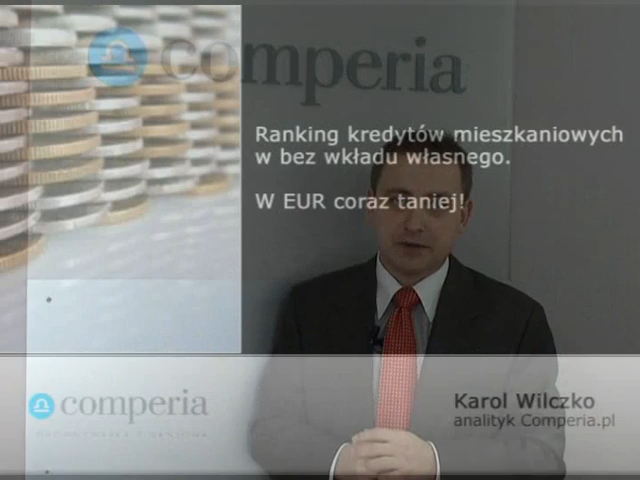 comperia
Ranking kredytów mieszkaniowych
w bez wkładu własnego.
W EUR coraz taniej!
comperia
Karol Wilczko
analityk Comperia.pl